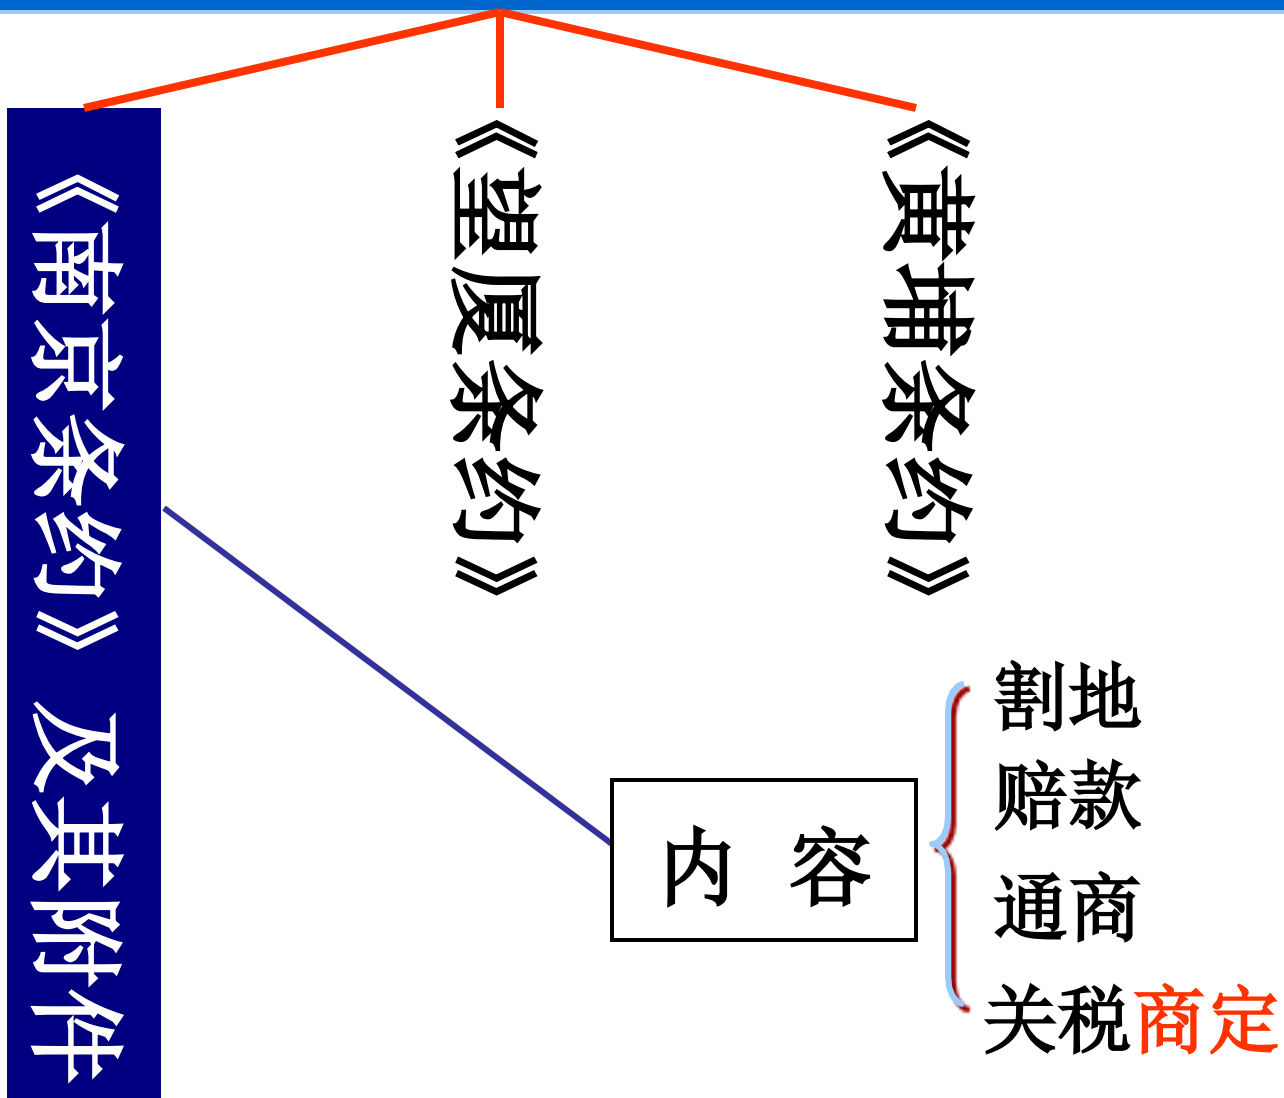 《南京条约》及其附件
《望厦条约》
《黄埔条约》
内 容
割地
赔款
通商
关税商定